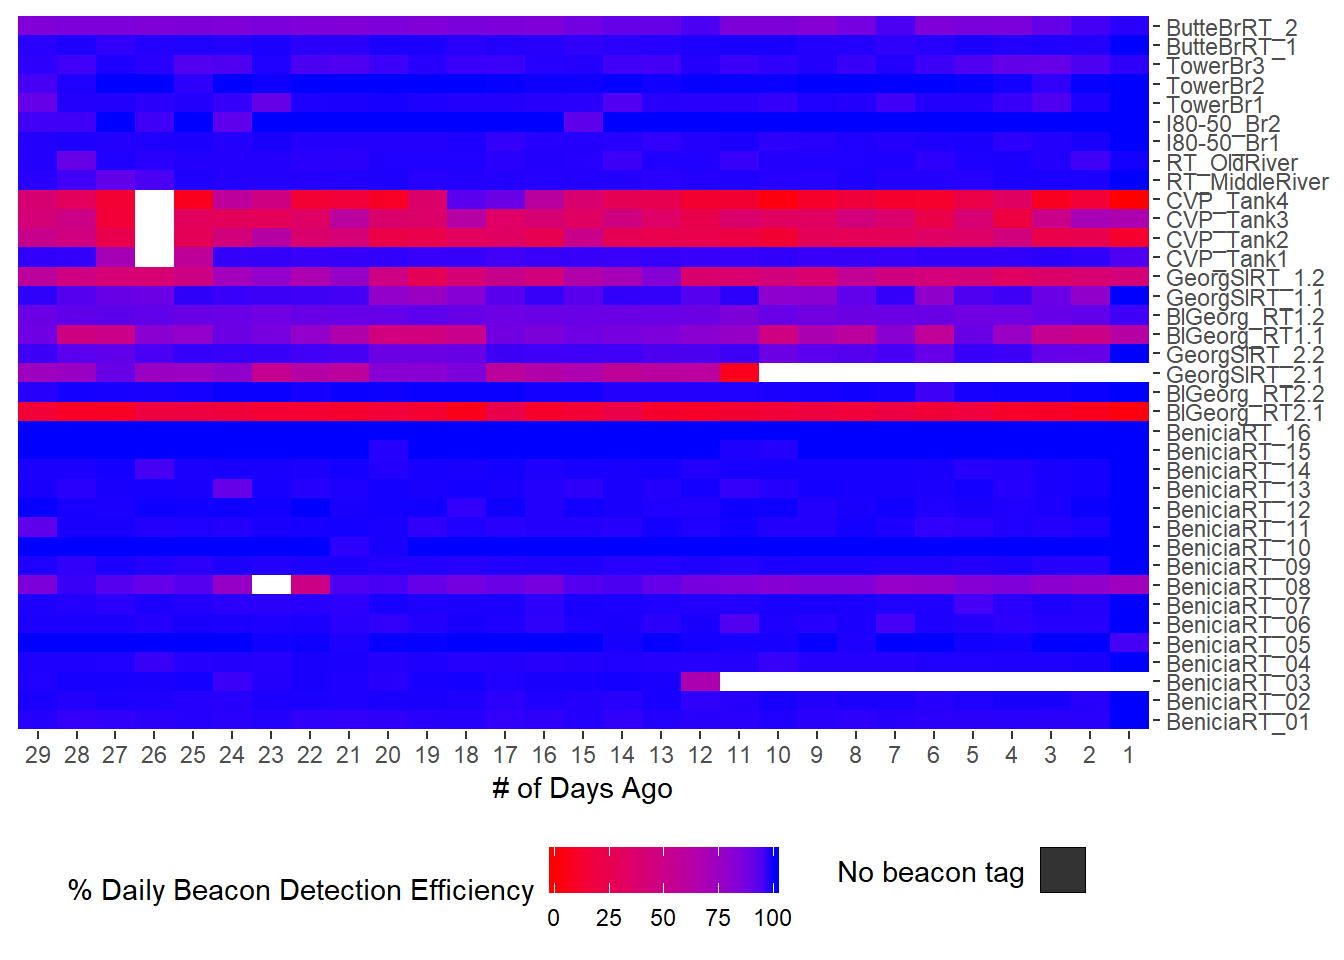 ButteBrRT_2
ButteBrRT_1
TowerBr3
TowerBr2
TowerBr1
I80-50_Br2
I80-50_Br1
RT_OldRiver
RT_MiddleRiver
CVP_Tank4
CVP_Tank3
CVP_Tank2
CVP_Tank1
GeorgSlRT_1.2
GeorgSlRT_1.1
BlGeorg_RT1.2
BlGeorg_RT1.1
GeorgSlRT_2.2
GeorgSlRT_2.1
BlGeorg_RT2.2
BlGeorg_RT2.1
BeniciaRT_16
BeniciaRT_15
BeniciaRT_14
BeniciaRT_13
BeniciaRT_12
BeniciaRT_11
BeniciaRT_10
BeniciaRT_09
BeniciaRT_08
BeniciaRT_07
BeniciaRT_06
BeniciaRT_05
BeniciaRT_04
BeniciaRT_03
BeniciaRT_02
BeniciaRT_01
29 28 27 26 25 24 23 22 21 20 19 18 17 16 15 14 13 12 11 10 9 8 7 6 5 4 3 2 1
# of Days Ago
% Daily Beacon Detection Efficiency
0 25 50 75 100
No beacon tag